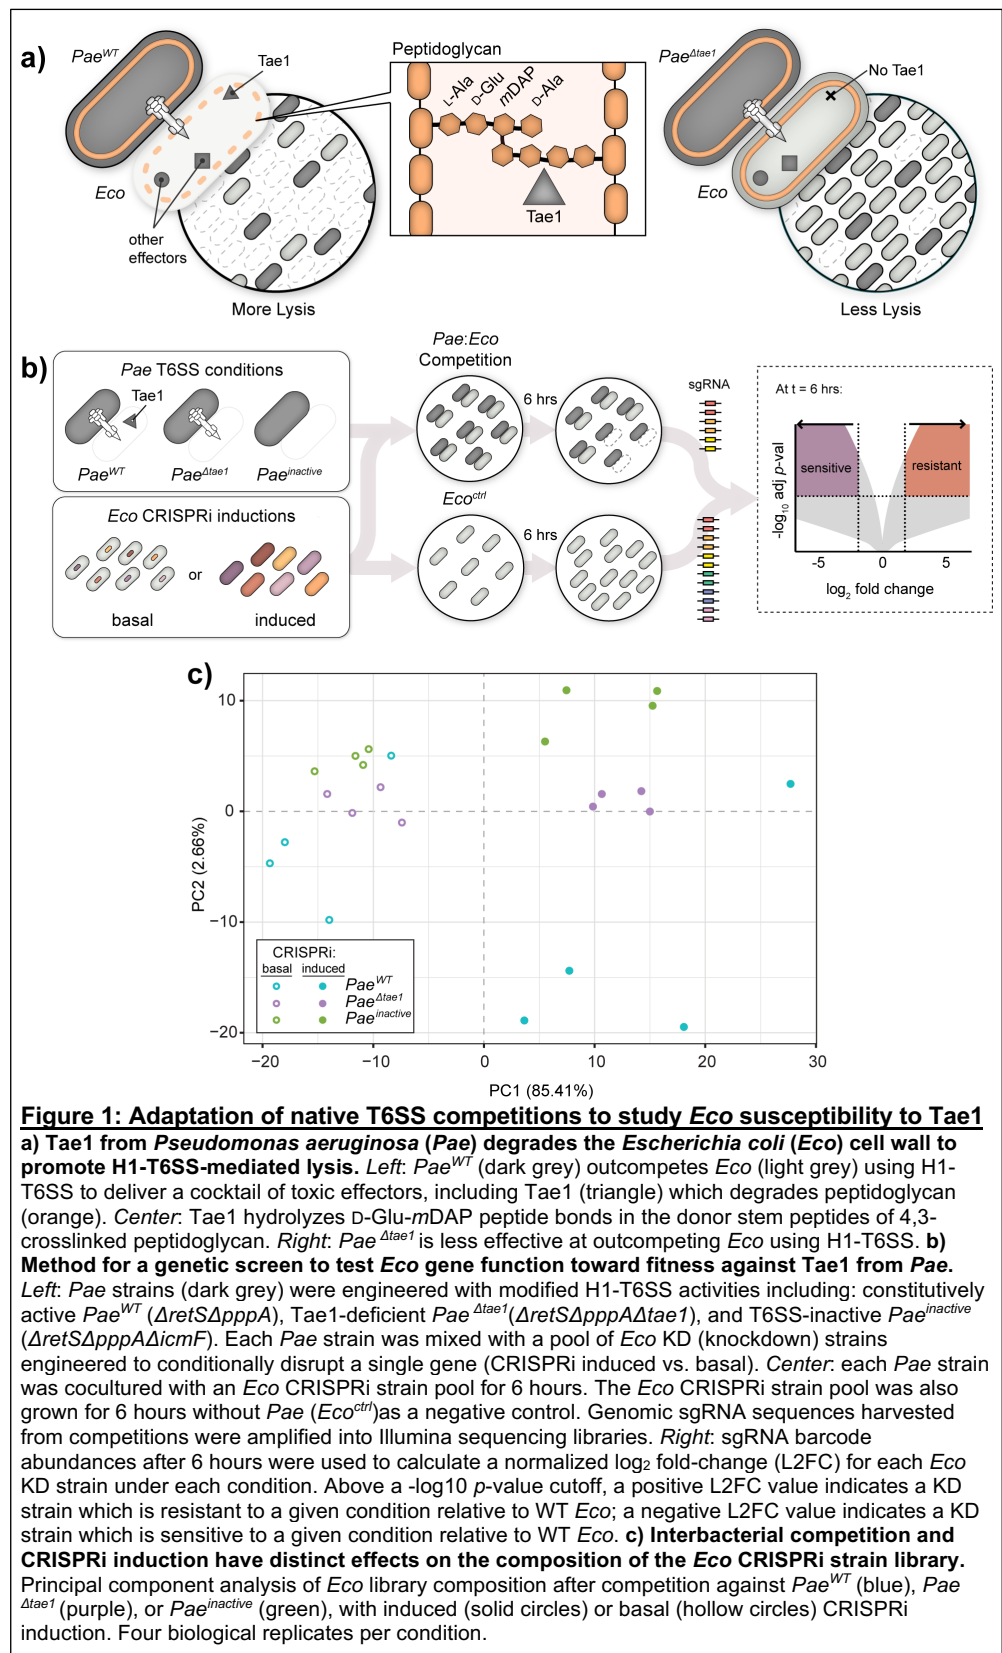 a)
Pae^WT
Tae1
Eco
other
effectors
More Lysis
Peptidoglycan
L-Ala
D-Glu
mDAP
D-Ala
Tae1
Pae^Δtae1
No Tae1
Eco
Less Lysis
b)
Pae T6SS conditions
Tae1
Pae^WT Pae^Δtae1 Pae^inactive
Eco CRISPRi inductions
or
basal induced
Pae:Eco
Competition
6 hrs
Eco^ctrl
6 hrs
sgRNA
At t = 6 hrs:
sensitive resistant
-log10 adj p-val
-5 0 5
log2 fold change
c)
10
0
−10
−20
PC2 (2.66%)
CRISPRi:
basal induced
Pae^WT
Pae^Δtae1
Pae^inactive
−20 −10 0 10 20 30
PC1 (85.41%)
Figure 1: Adaptation of native T6SS competitions to study Eco susceptibility to Tae1
a) Tae1 from Pseudomonas aeruginosa (Pae) degrades the Escherichia coli (Eco) cell wall to
promote H1-T6SS-mediated lysis. Left: Pae^WT (dark grey) outcompetes Eco (light grey) using H1-
T6SS to deliver a cocktail of toxic effectors, including Tae1 (triangle) which degrades peptidoglycan
(orange). Center: Tae1 hydrolyzes D-Glu-mDAP peptide bonds in the donor stem peptides of 4,3-
crosslinked peptidoglycan. Right: Pae ^Δtae1 is less effective at outcompeting Eco using H1-T6SS. b)
Method for a genetic screen to test Eco gene function toward fitness against Tae1 from Pae.
Left: Pae strains (dark grey) were engineered with modified H1-T6SS activities including: constitutively
active Pae^WT (ΔretSΔpppA), Tae1-deficient Pae ^Δtae1(ΔretSΔpppAΔtae1), and T6SS-inactive Pae^inactive
(ΔretSΔpppAΔicmF). Each Pae strain was mixed with a pool of Eco KD (knockdown) strains
engineered to conditionally disrupt a single gene (CRISPRi induced vs. basal). Center: each Pae strain
was cocultured with an Eco CRISPRi strain pool for 6 hours. The Eco CRISPRi strain pool was also
grown for 6 hours without Pae (Eco^ctrl)as a negative control. Genomic sgRNA sequences harvested
from competitions were amplified into Illumina sequencing libraries. Right: sgRNA barcode
abundances after 6 hours were used to calculate a normalized log2 fold-change (L2FC) for each Eco
KD strain under each condition. Above a -log10 p-value cutoff, a positive L2FC value indicates a KD
strain which is resistant to a given condition relative to WT Eco; a negative L2FC value indicates a KD
strain which is sensitive to a given condition relative to WT Eco. c) Interbacterial competition and
CRISPRi induction have distinct effects on the composition of the Eco CRISPRi strain library.
Principal component analysis of Eco library composition after competition against Pae^WT (blue), Pae
^Δtae1 (purple), or Pae^inactive (green), with induced (solid circles) or basal (hollow circles) CRISPRi
induction. Four biological replicates per condition.